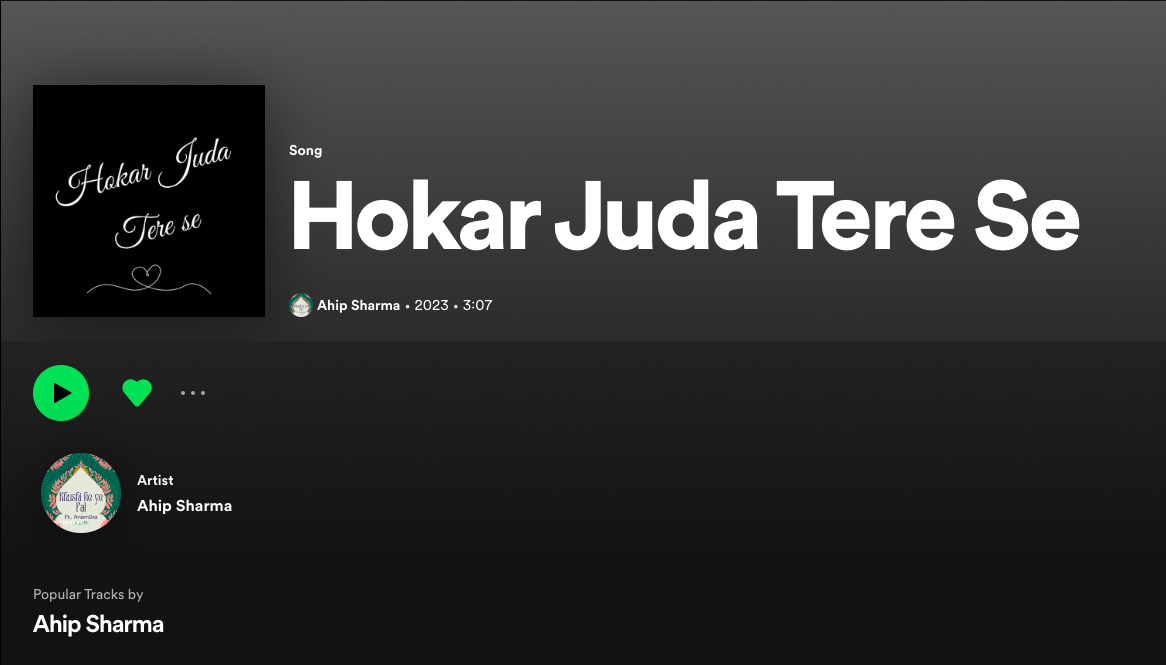 Hokar Juda
Tere se
Song
Hokar Juda Tere Se
Ahip Sharma • 2023 • 3:07
Khushi ke ye
Pal
Ft. Anamika
Artist
Ahip Sharma
Popular Tracks by
Ahip Sharma